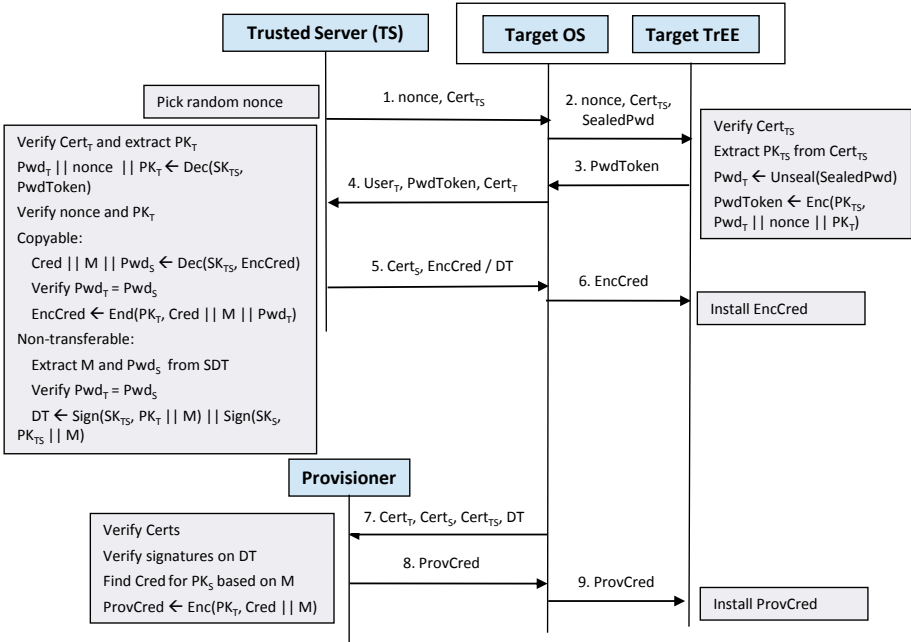 Trusted Server (TS)
Target OS
Target TrEE
Pick random nonce
1. nonce, CertTS
2. nonce, CertTS,
SealedPwd
Verify CertTS
Extract PKTS from CertTS
PwdT ← Unseal(SealedPwd)
PwdToken ← Enc(PKTS,
PwdT || nonce || PKT)
3. PwdToken
4. UserT, PwdToken, CertT
Verify CertT and extract PKT
PwdT || nonce || PKT ← Dec(SKTS,
PwdToken)
Verify nonce and PKT
Copyable:
Cred || M || PwdS ← Dec(SKTS, EncCred)
Verify PwdT = PwdS
EncCred ← End(PKT, Cred || M || PwdT)
Non-transferable:
Extract M and PwdS from SDT
Verify PwdT = PwdS
DT ← Sign(SKTS, PKT || M) || Sign(SKS,
PKTS || M)
5. CertS, EncCred / DT
6. EncCred
Install EncCred
Provisioner
7. CertT, CertS, CertTS, DT
Verify Certs
Verify signatures on DT
Find Cred for PKS based on M
ProvCred ← Enc(PKT, Cred || M)
8. ProvCred
9. ProvCred
Install ProvCred